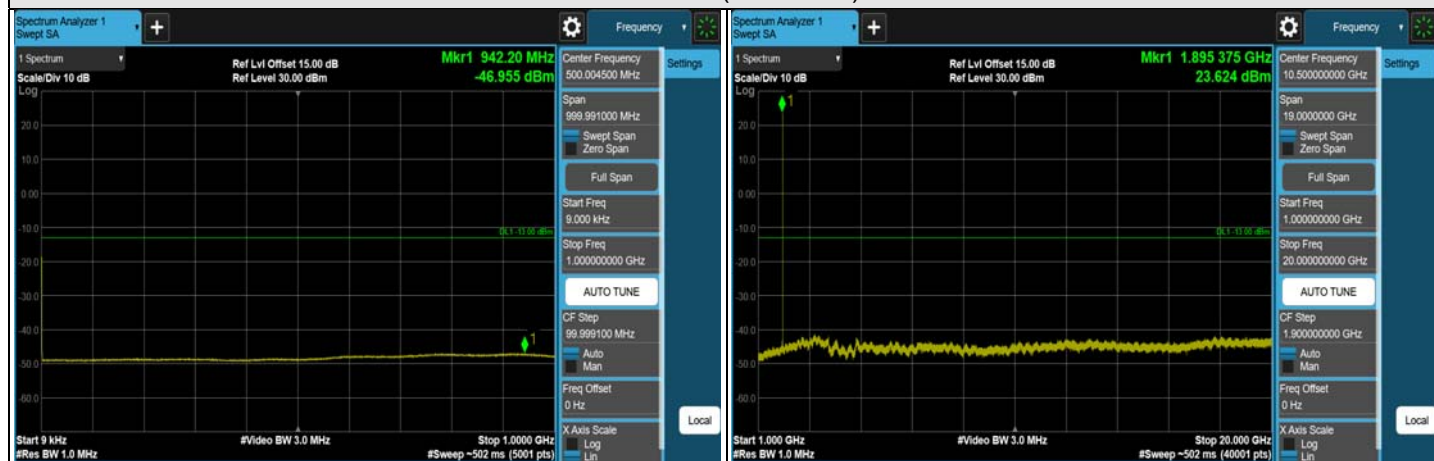 Spectrum Analyzer 1
Swept SA
+
Frequency
1 Spectrum
Scale/Div 10 dB
Log
Ref Lvl Offset 15.00 dB
Ref Level 30.00 dBm
Mkr1 942.20 MHz
-46.955 dBm
20.0
10.0
0.00
-10.0
-20.0
-30.0
-40.0
-50.0
-60.0
DL1 -13.00 dBm
1
Start 9 kHz
#Res BW 1.0 MHz
#Video BW 3.0 MHz
Stop 1.0000 GHz
#Sweep ~502 ms (5001 pts)
Center Frequency
500.004500 MHz
Settings
Span
999.991000 MHz
Swept Span
Zero Span
Full Span
Start Freq
9.000 kHz
Stop Freq
1.000000000 GHz
AUTO TUNE
CF Step
99.999100 MHz
Auto
Man
Freq Offset
0 Hz
X Axis Scale
Log
Lin
Local
Spectrum Analyzer 1
Swept SA
+
Frequency
1 Spectrum
Scale/Div 10 dB
Log
Ref Lvl Offset 15.00 dB
Ref Level 30.00 dBm
Mkr1 1.895 375 GHz
23.624 dBm
1
20.0
10.0
0.00
-10.0
-20.0
-30.0
-40.0
-50.0
-60.0
DL1 -13.00 dBm
Start 1.000 GHz
#Res BW 1.0 MHz
#Video BW 3.0 MHz
Stop 20.000 GHz
#Sweep ~502 ms (40001 pts)
Center Frequency
10.500000000 GHz
Settings
Span
19.0000000 GHz
Swept Span
Zero Span
Full Span
Start Freq
1.000000000 GHz
Stop Freq
20.000000000 GHz
AUTO TUNE
CF Step
1.900000000 GHz
Auto
Man
Freq Offset
0 Hz
X Axis Scale
Log
Lin
Local